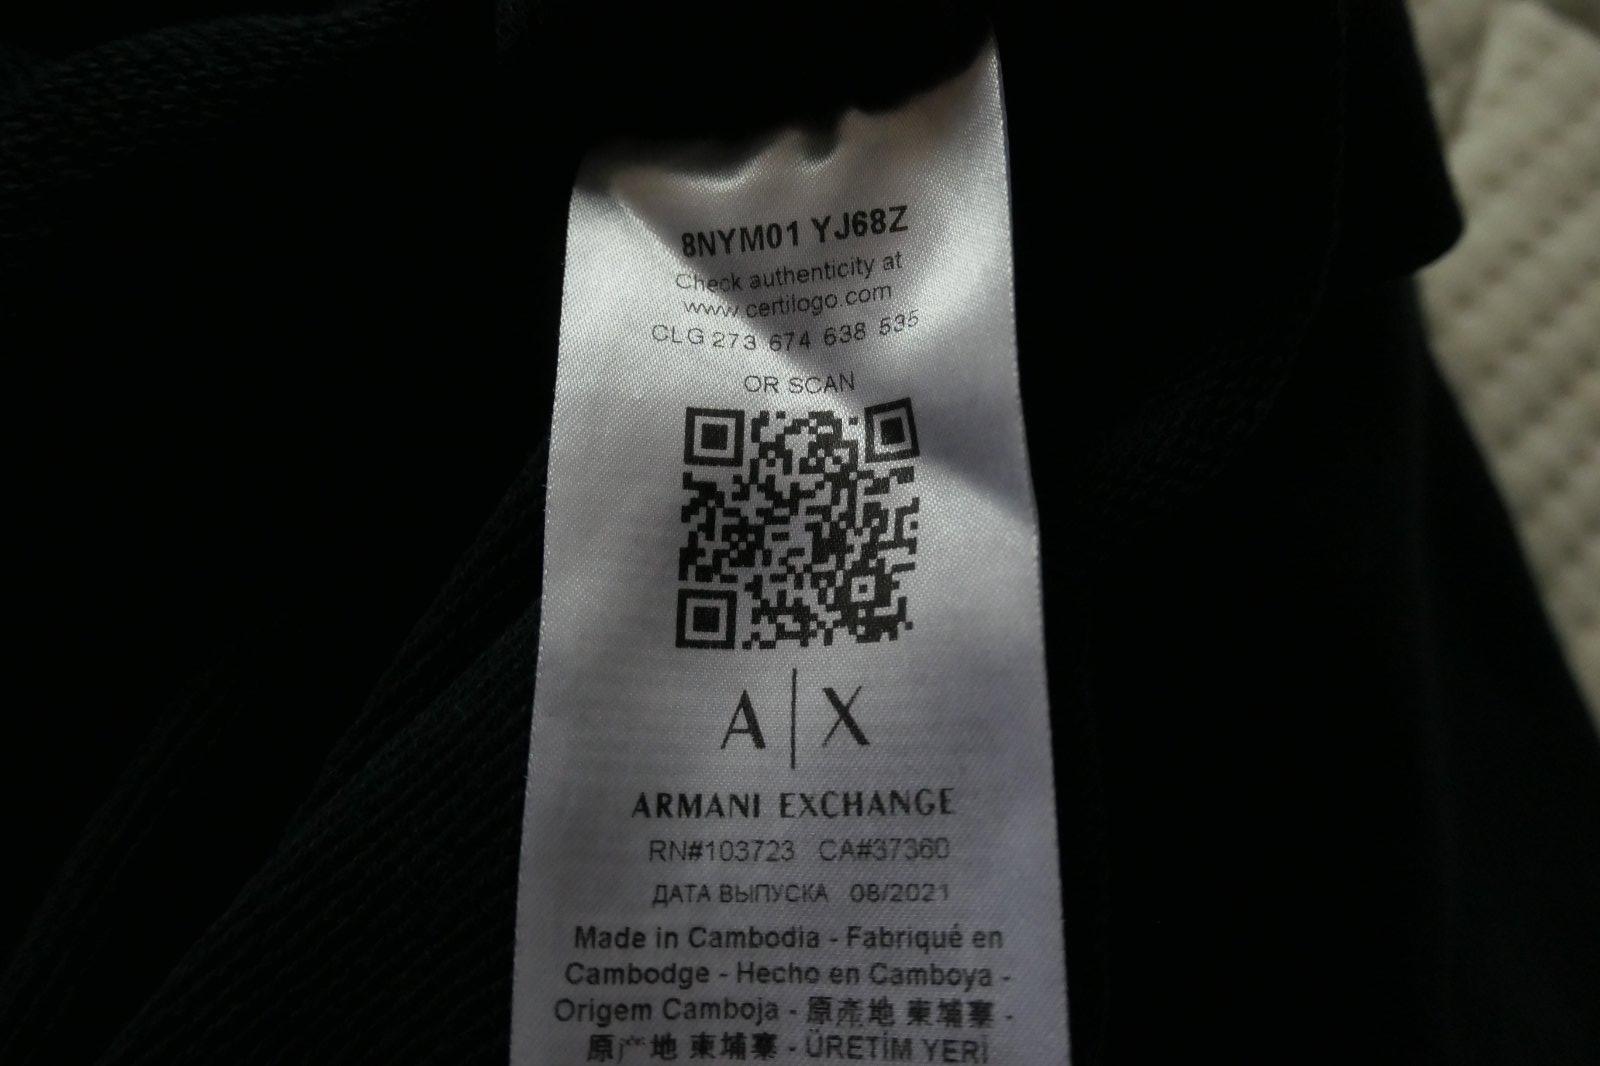 8NYM01 YJ68Z
Check authenticity at
www.certilogo.com
CLG 273 674 638 535
OR SCAN
A|X
ARMANI EXCHANGE
RN#103723 CA#37360
ДАТА ВЫПУСКА 08/2021
Made in Cambodia - Fabriqué en
Cambodge - Hecho en Camboya -
Origem Camboja - 原產地 柬埔寨 -
原产地 柬埔寨 - ÜRETİM YERİ